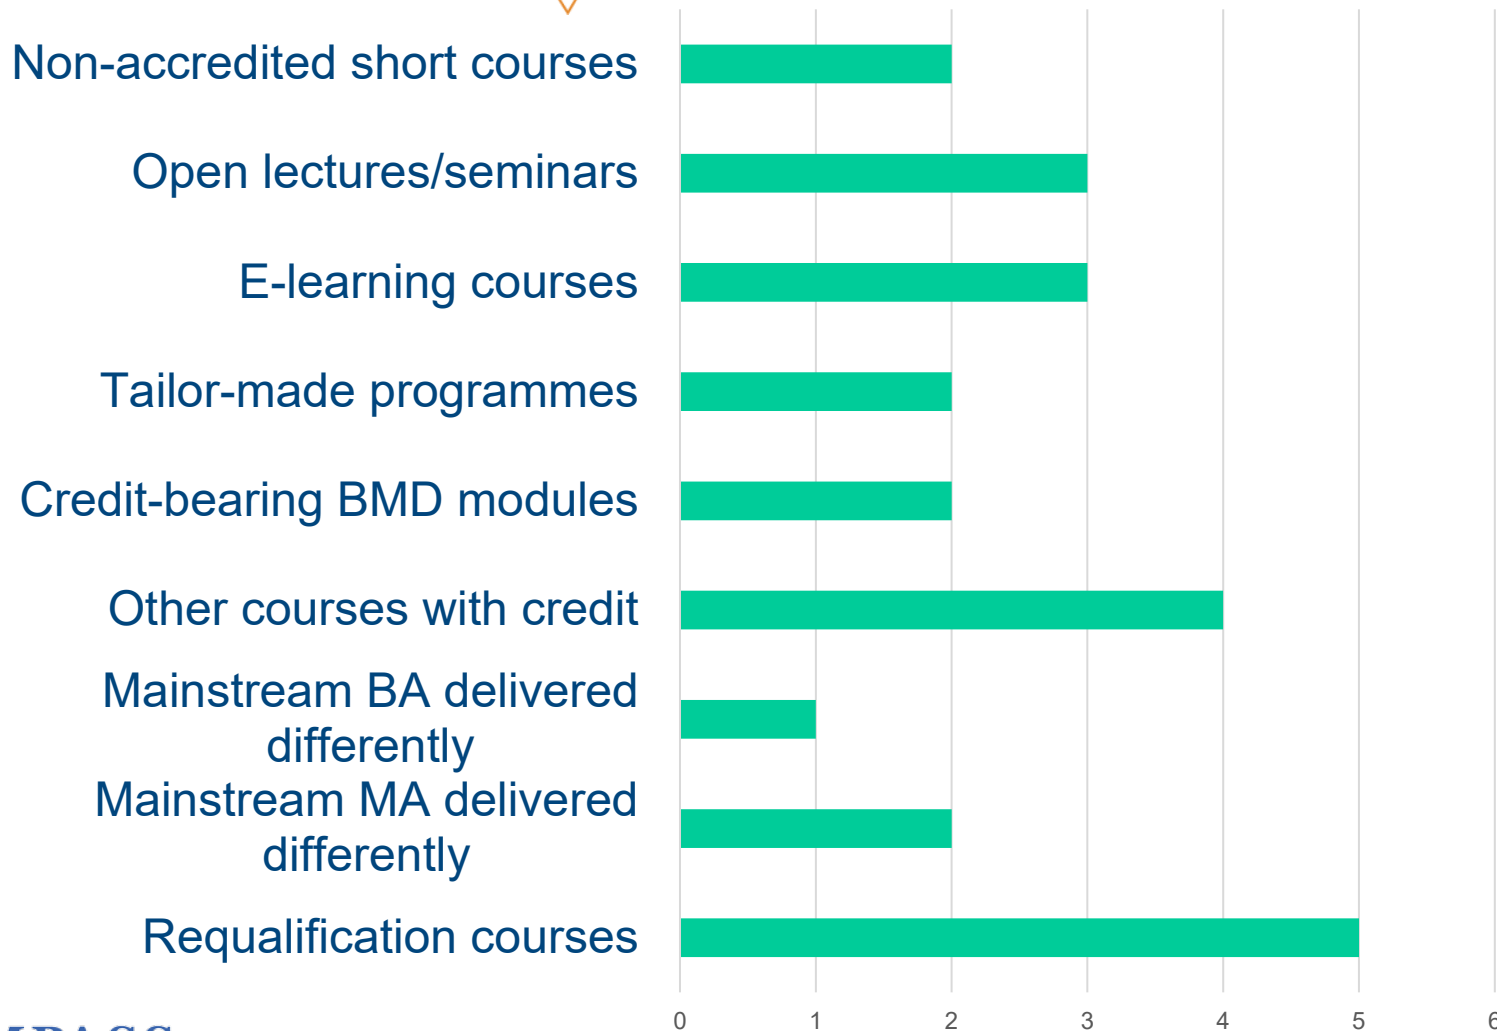 Non-accredited short courses
Open lectures/seminars
E-learning courses
Tailor-made programmes
Credit-bearing BMD modules
Other courses with credit
Mainstream BA delivered
differently
Mainstream MA delivered
differently
Requalification courses
0 1 2 3 4 5 6